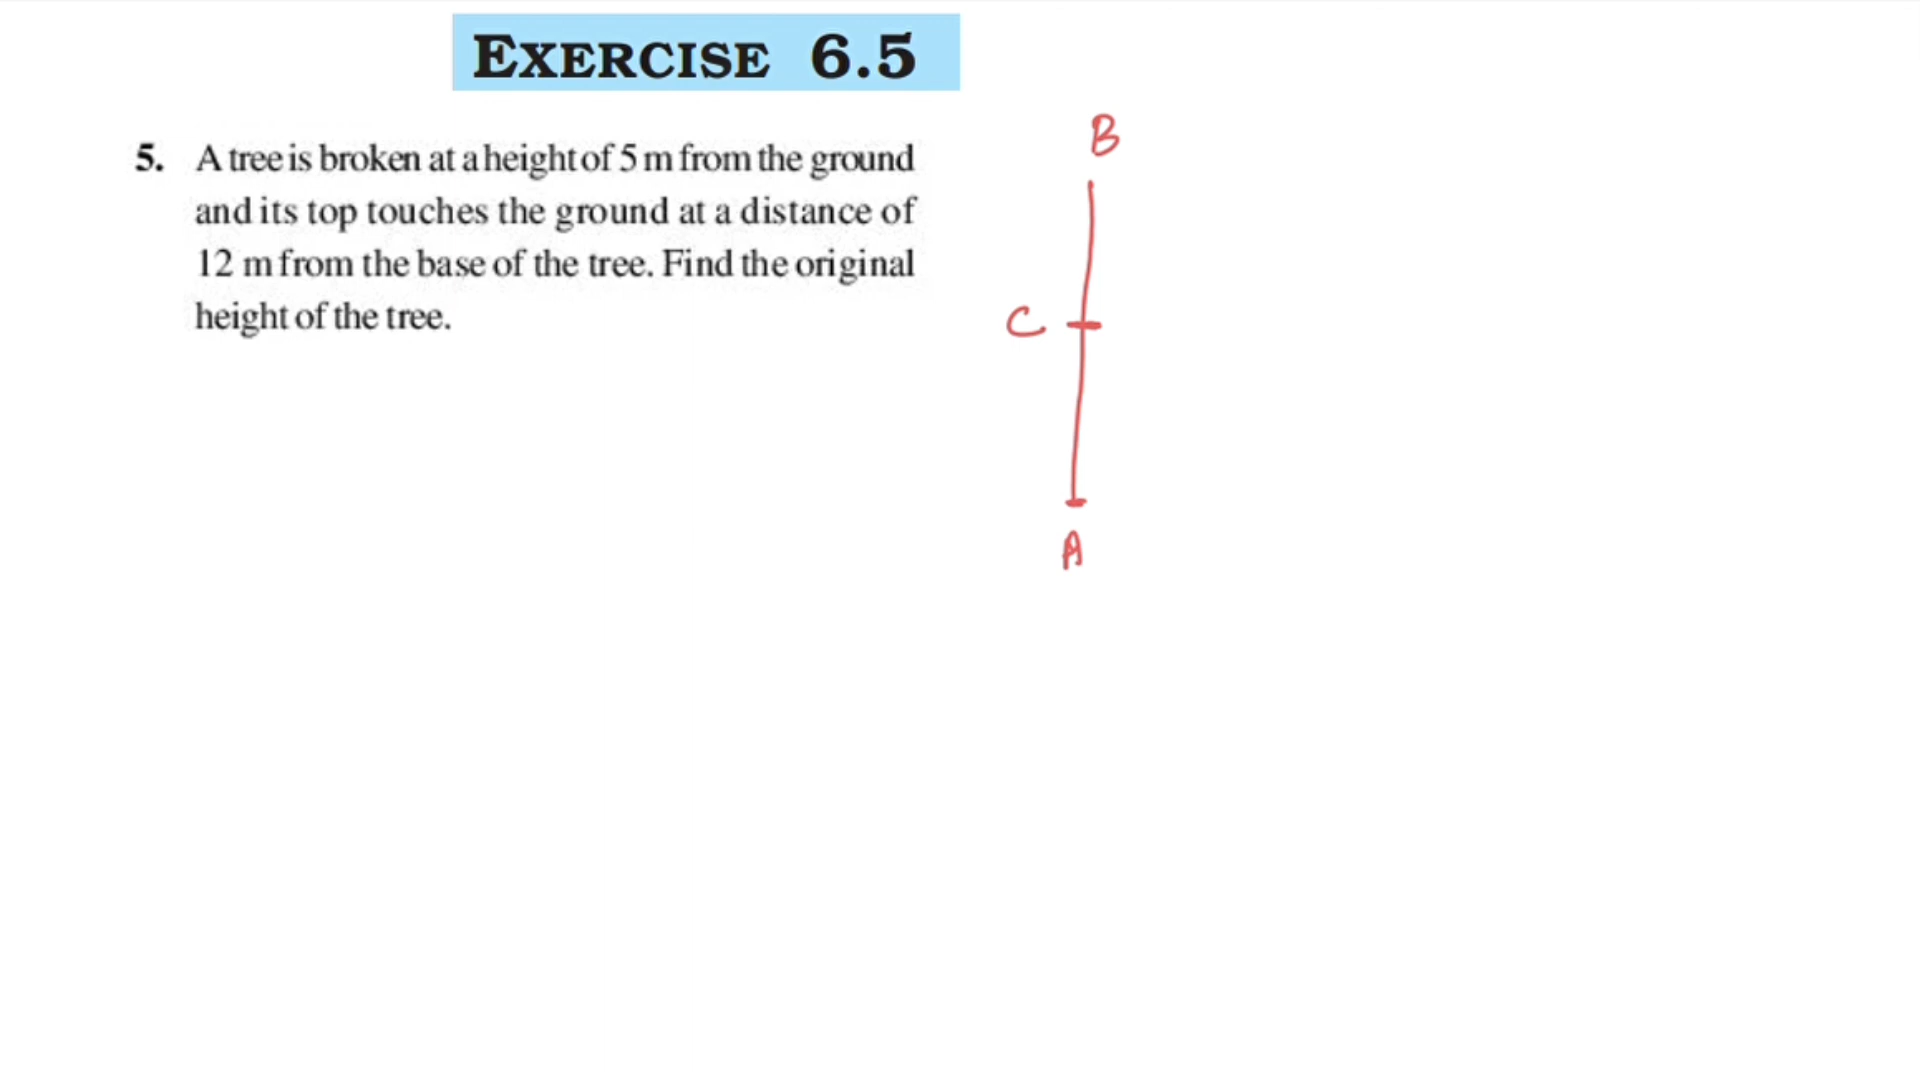 EXERCISE 6.5
5. A tree is broken at a height of 5 m from the ground
and its top touches the ground at a distance of
12 m from the base of the tree. Find the original
height of the tree.
B
C
A